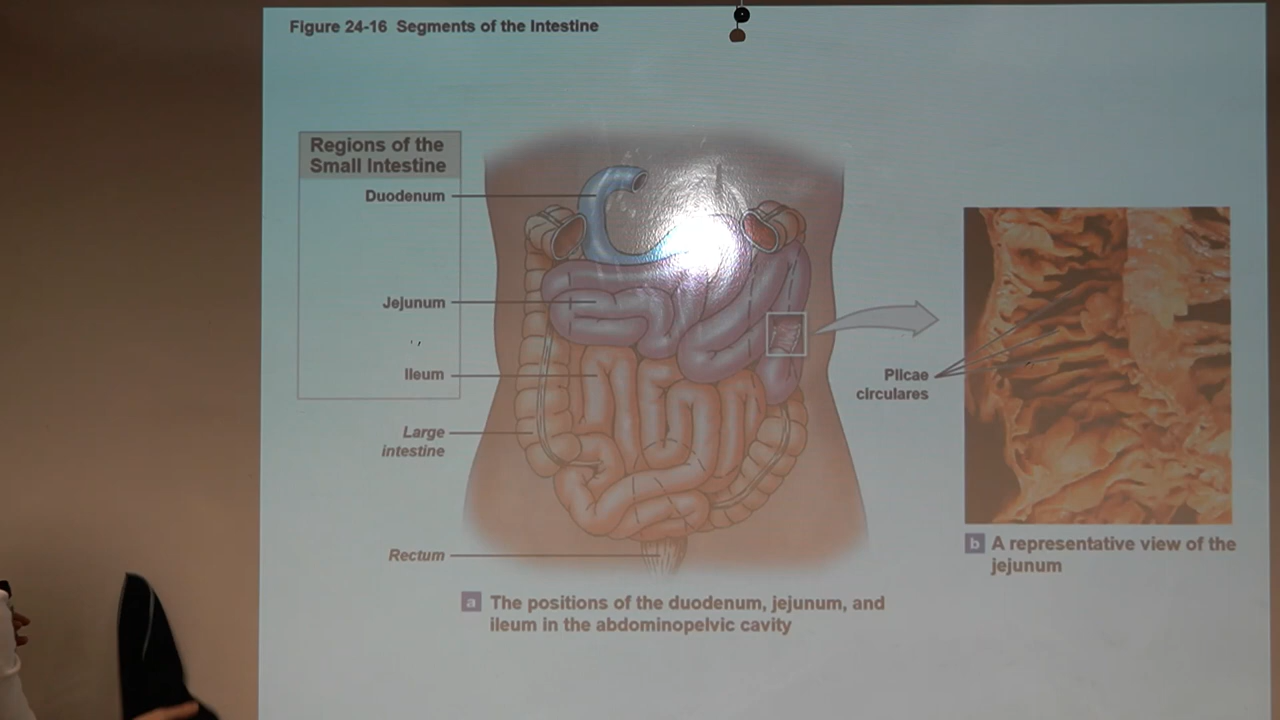 Figure 24-16 Segments of the Intestine
Regions of the
Small Intestine
Duodenum
Jejunum
Ileum
Large
intestine
Rectum
Plicae
circulares
a The positions of the duodenum, jejunum, and
ileum in the abdominopelvic cavity
b A representative view of the
jejunum